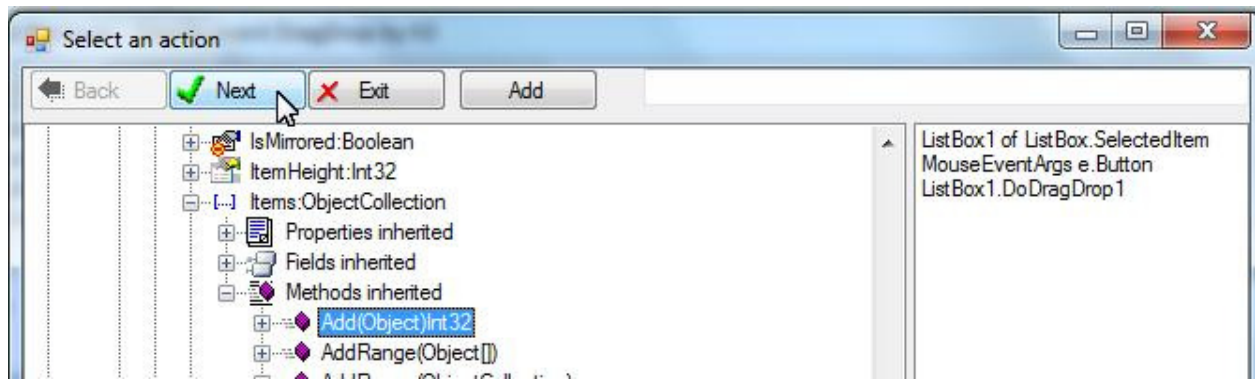 Select an action
Back Next Exit Add
IsMirrored:Boolean
ItemHeight:Int32
Items:ObjectCollection
Properties inherited
Fields inherited
Methods inherited
Add(Object)Int32
AddRange(Object[])
ListBox1 of ListBox.SelectedItem
MouseEventArgs e.Button
ListBox1.DoDragDrop1